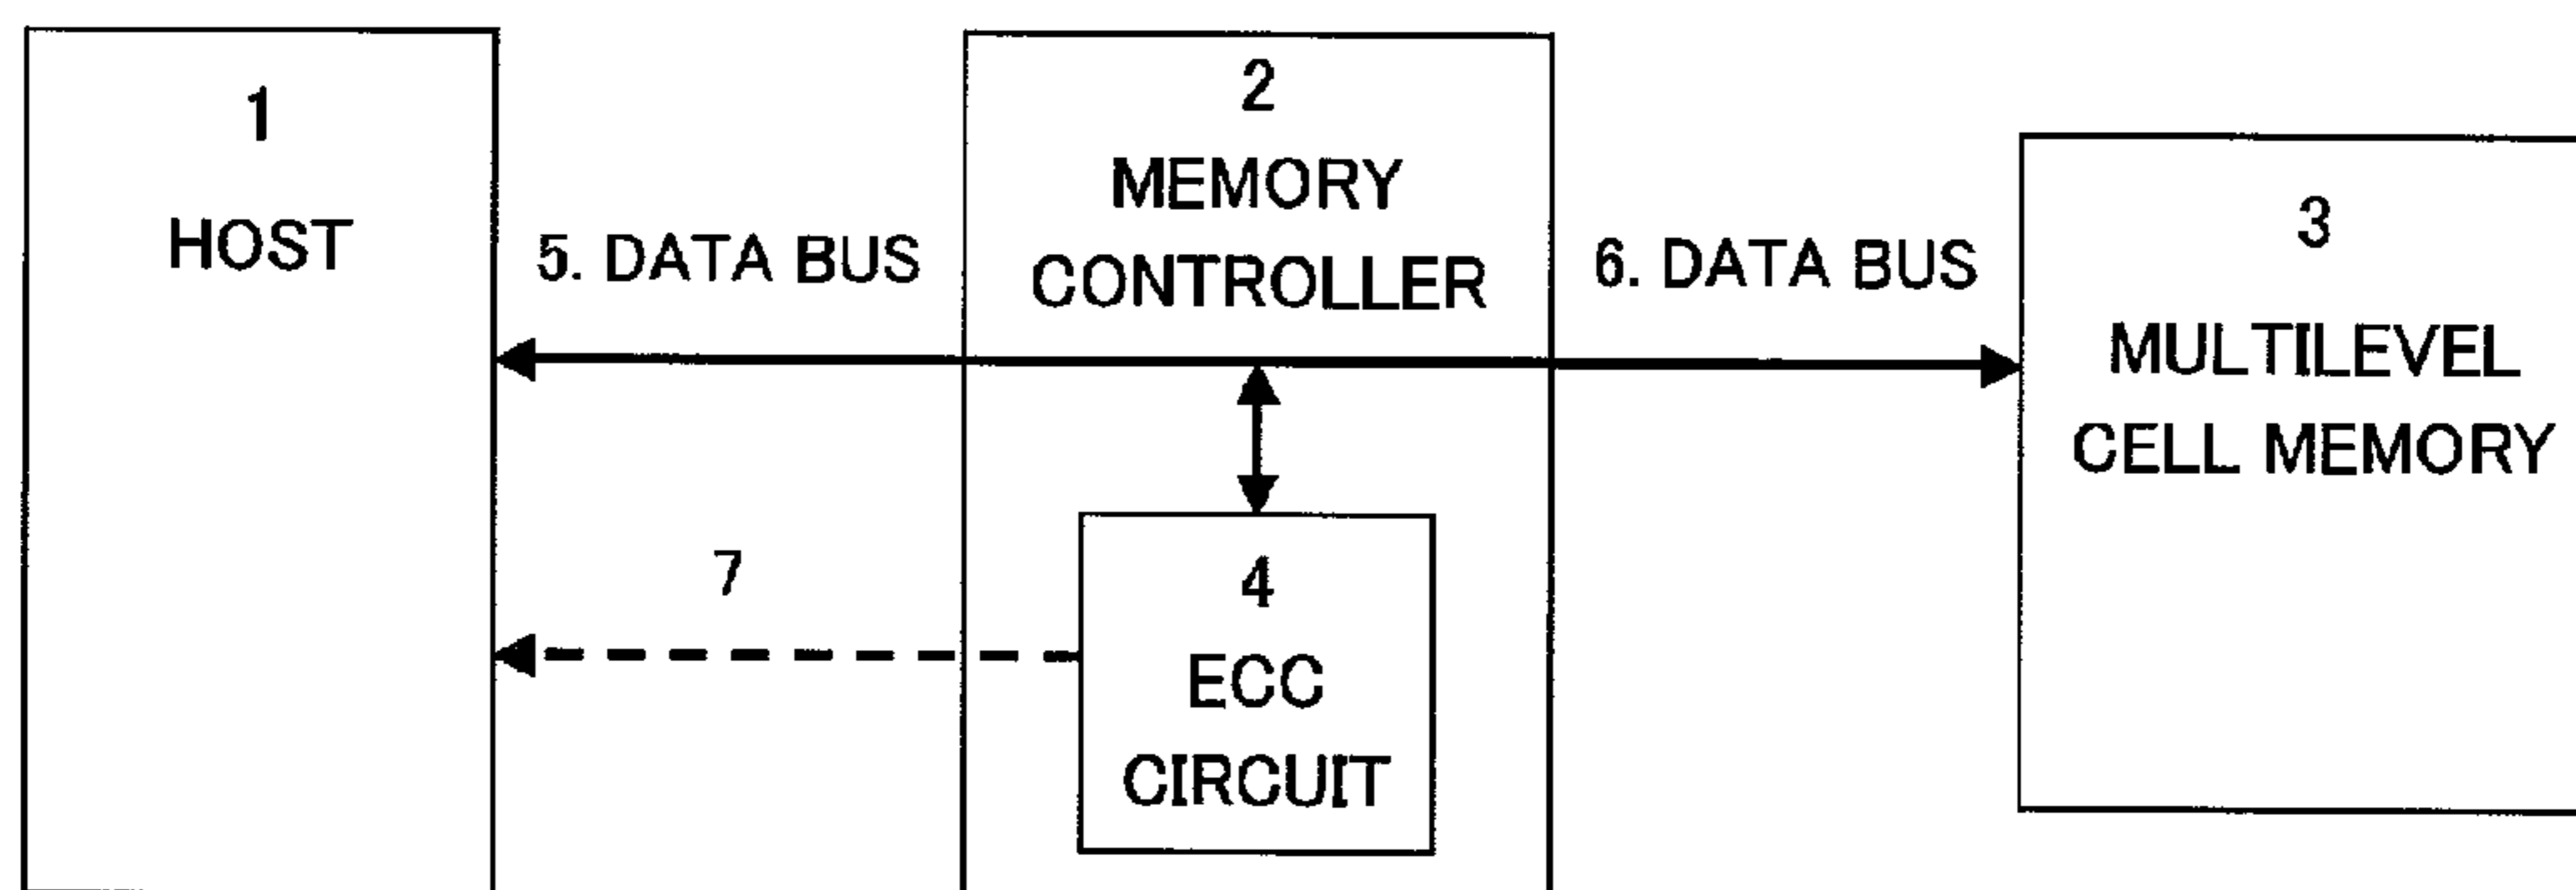 1
HOST
5. DATA BUS
2
MEMORY
CONTROLLER
6. DATA BUS
3
MULTILEVEL
CELL MEMORY
7
4
ECC
CIRCUIT